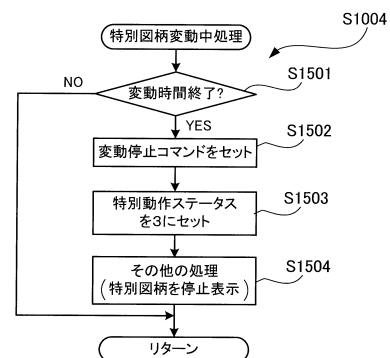 特別図柄変動中処理
S1004
NO
変動時間終了?
S1501
YES
S1502
変動停止コマンドをセット
特別動作ステータス
を3にセット
S1503
その他の処理
(特別図柄を停止表示)
S1504
リターン